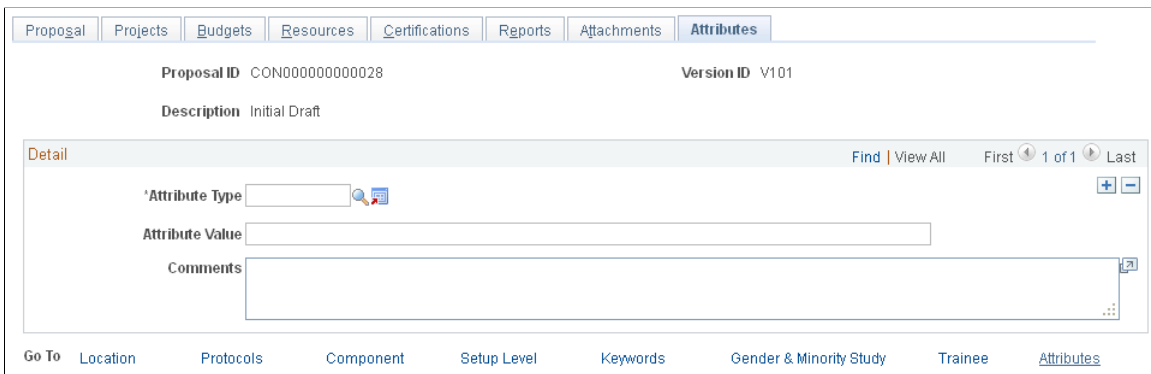 Proposal Projects Budgets Resources Certifications Reports Attachments Attributes
Proposal ID CON000000000028 Version ID V101
Description Initial Draft
Detail Find | View All First 1 of 1 Last
*Attribute Type
Attribute Value
Comments
Go To Location Protocols Component Setup Level Keywords Gender & Minority Study Trainee Attributes